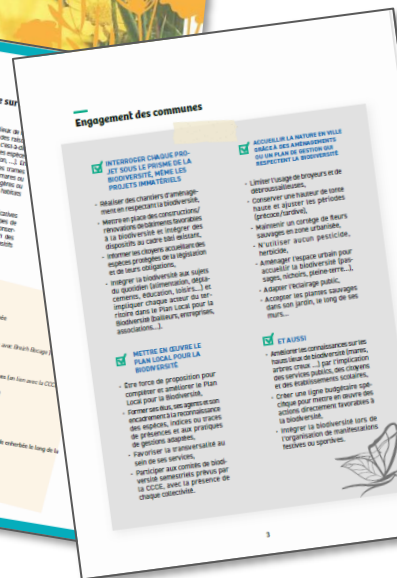 Engagement des communes
INTERROGER CHAQUE PRO-
JET SOUS LE PRISME DE LA
BIODIVERSITÉ, MÊME LES
PROJETS IMMATÉRIELS
- Réaliser des chantiers d'aménage-
ment en respectant la biodiversité,
- Mettre en place des constructions/
rénovations de bâtiments favorables
à la biodiversité et intégrer des
dispositifs au cadre bâti existant,
- Informer les citoyens accueillant des
espèces protégées de la législation
et de leurs obligations,
- Intégrer la biodiversité aux sujets
du quotidien (alimentation, dépla-
cements, éducation, loisirs...) et
impliquer chaque acteur du ter-
ritoire dans le Plan Local pour la
Biodiversité (bailleurs, entreprises,
associations...).
METTRE EN ŒUVRE LE
PLAN LOCAL POUR LA
BIODIVERSITÉ
- Être force de proposition pour
compléter et améliorer le Plan
Local pour la Biodiversité,
- Former ses élus, ses agents et son
encadrement à la reconnaissance
des espèces, indices ou traces
de présences et aux pratiques
de gestions adaptées,
- Favoriser la transversalité au
sein de ses services,
- Participer aux comités de biodi-
versité semestriels prévus par
la CCCE, avec la présence de
chaque collectivité.
ACCUEILLIR LA NATURE EN VILLE
GRÂCE À DES AMÉNAGEMENTS
OU UN PLAN DE GESTION QUI
RESPECTENT LA BIODIVERSITÉ
- Limiter l'usage de broyeurs et de
débroussailleuses,
- Conserver une hauteur de tonte
haute et ajuster les périodes
(précoce/tardive),
- Maintenir un cortège de fleurs
sauvages en zone urbanisée,
- N'utiliser aucun pesticide,
herbicide,
- Aménager l'espace urbain pour
accueillir la biodiversité (pas-
sages, nichoirs, pleine-terre...),
- Adapter l'éclairage public,
- Accepter les plantes sauvages
dans son jardin, le long de ses
murs...
ET AUSSI
- Améliorer les connaissances sur les
hauts lieux de biodiversité (mares,
arbres creux ...) par l'implication
des services publics, des citoyens
et des établissements scolaires,
- Créer une ligne budgétaire spé-
cifique pour mettre en œuvre des
actions directement favorables à
la biodiversité,
- Intégrer la biodiversité lors de
l'organisation de manifestations
festives ou sportives.
3